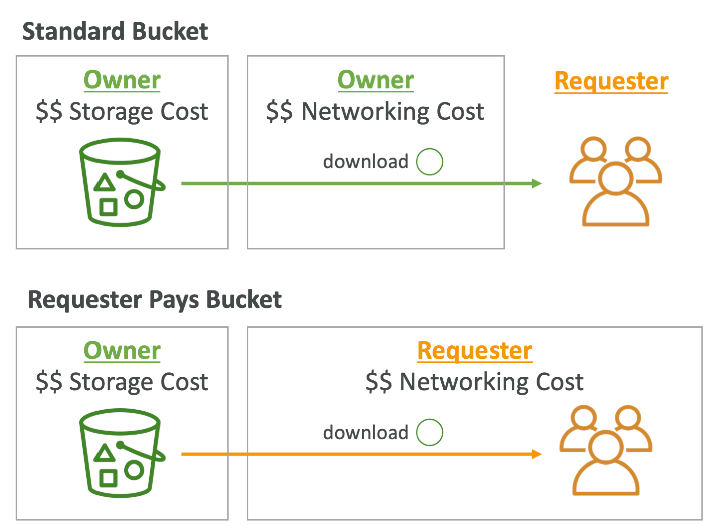 Standard Bucket
Owner
$$ Storage Cost
Owner
$$ Networking Cost
Requester
download
Requester Pays Bucket
Owner
$$ Storage Cost
Requester
$$ Networking Cost
download